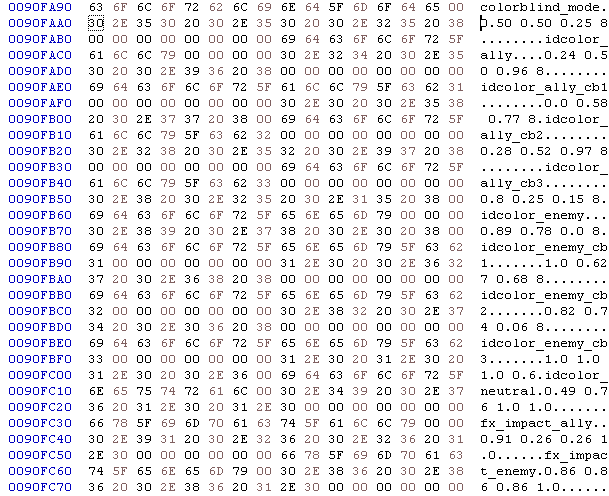 0090FA90 63 6F 6C 6F 72 62 6C 69 6E 64 5F 6D 6F 64 65 00 colorblind_mode.
0090FAA0 30 2E 35 30 20 30 2E 35 30 20 30 2E 32 35 20 38 0.50 0.50 0.25 8
0090FAB0 00 00 00 00 00 00 00 00 69 64 63 6F 6C 6F 72 5F ........idcolor_
0090FAC0 61 6C 6C 79 00 00 00 00 30 2E 32 34 20 30 2E 35 ally....0.24 0.5
0090FAD0 30 20 30 2E 39 36 20 38 00 00 00 00 00 00 00 00 0 0.96 8........
0090FAE0 69 64 63 6F 6C 6F 72 5F 61 6C 6C 79 5F 63 62 31 idcolor_ally_cb1
0090FAF0 00 00 00 00 00 00 00 00 30 2E 30 20 30 2E 35 38 ........0.0 0.58
0090FB00 20 30 2E 37 37 20 38 00 69 64 63 6F 6C 6F 72 5F  0.77 8.idcolor_
0090FB10 61 6C 6C 79 5F 63 62 32 00 00 00 00 00 00 00 00 ally_cb2........
0090FB20 30 2E 32 38 20 30 2E 35 32 20 30 2E 39 37 20 38 0.28 0.52 0.97 8
0090FB30 00 00 00 00 00 00 00 00 69 64 63 6F 6C 6F 72 5F ........idcolor_
0090FB40 61 6C 6C 79 5F 63 62 33 00 00 00 00 00 00 00 00 ally_cb3........
0090FB50 30 2E 38 20 30 2E 32 35 20 30 2E 31 35 20 38 00 0.8 0.25 0.15 8.
0090FB60 69 64 63 6F 6C 6F 72 5F 65 6E 65 6D 79 00 00 00 idcolor_enemy...
0090FB70 30 2E 38 39 20 30 2E 37 38 20 30 2E 30 20 38 00 0.89 0.78 0.0 8.
0090FB80 69 64 63 6F 6C 6F 72 5F 65 6E 65 6D 79 5F 63 62 idcolor_enemy_cb
0090FB90 31 00 00 00 00 00 00 00 31 2E 30 20 30 2E 36 32 1.......1.0 0.62
0090FBA0 37 20 30 2E 36 38 20 38 00 00 00 00 00 00 00 00 7 0.68 8........
0090FBB0 69 64 63 6F 6C 6F 72 5F 65 6E 65 6D 79 5F 63 62 idcolor_enemy_cb
0090FBC0 32 00 00 00 00 00 00 00 30 2E 38 32 20 30 2E 37 2.......0.82 0.7
0090FBD0 34 20 30 2E 30 36 20 38 00 00 00 00 00 00 00 00 4 0.06 8........
0090FBE0 69 64 63 6F 6C 6F 72 5F 65 6E 65 6D 79 5F 63 62 idcolor_enemy_cb
0090FBF0 33 00 00 00 00 00 00 00 31 2E 30 20 31 2E 30 20 3.......1.0 1.0 
0090FC00 31 2E 30 20 30 2E 36 00 69 64 63 6F 6C 6F 72 5F 1.0 0.6.idcolor_
0090FC10 6E 65 75 74 72 61 6C 00 30 2E 34 39 20 30 2E 37 neutral.0.49 0.7
0090FC20 36 20 31 2E 30 20 31 2E 30 00 00 00 00 00 00 00 6 1.0 1.0.......
0090FC30 66 78 5F 69 6D 70 61 63 74 5F 61 6C 6C 79 00 00 fx_impact_ally..
0090FC40 30 2E 39 31 20 30 2E 32 36 20 30 2E 32 36 20 31 0.91 0.26 0.26 1
0090FC50 2E 30 00 00 00 00 00 00 66 78 5F 69 6D 70 61 63 .0......fx_impac
0090FC60 74 5F 65 6E 65 6D 79 00 30 2E 38 36 20 30 2E 38 t_enemy.0.86 0.8
0090FC70 36 20 30 2E 38 36 20 31 2E 30 00 00 00 00 00 00 6 0.86 1.0......